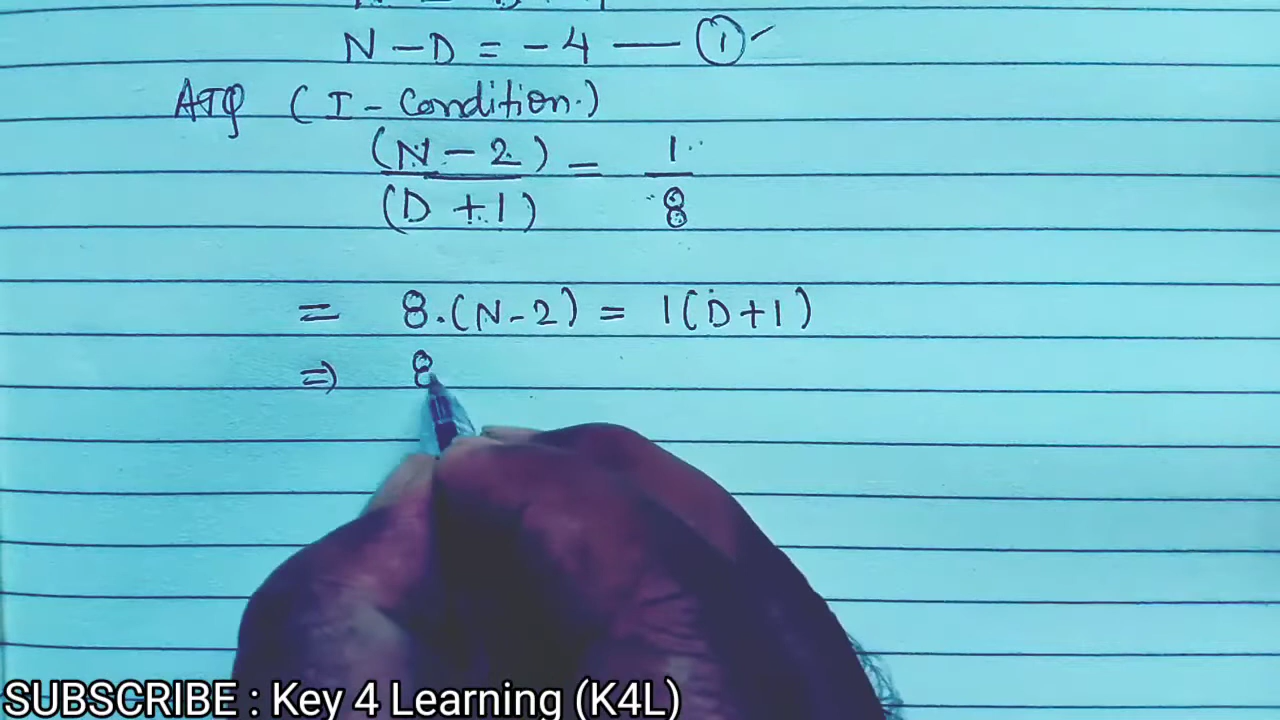 N - D = - 4 — ①
ATQ (I - Condition.)
(N - 2) / (D + 1) = 1 / 8
= 8.(N - 2) = 1(D + 1)
⇒ 8
SUBSCRIBE : Key 4 Learning (K4L)